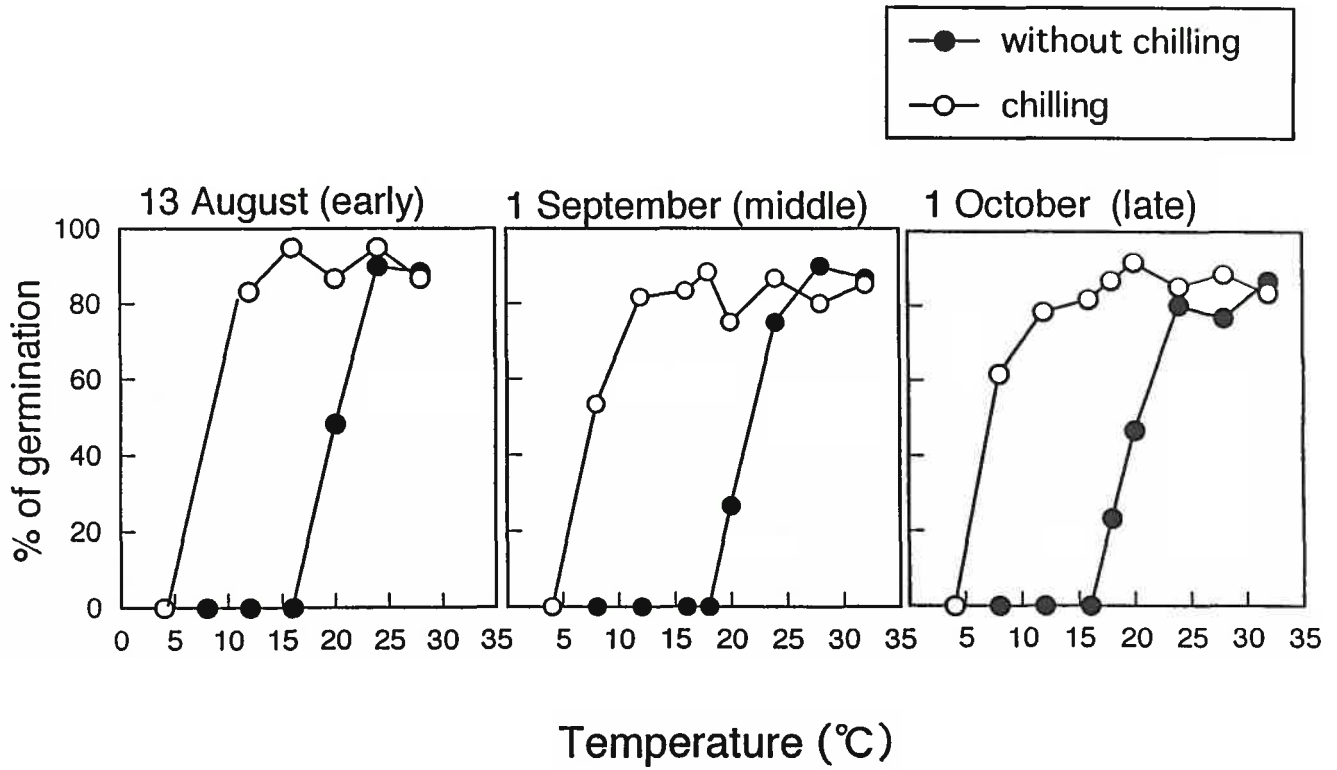 without chilling
chilling
13 August (early)
1 September (middle)
1 October (late)
100
80
60
40
20
0
% of germination
0 5 10 15 20 25 30 35
5 10 15 20 25 30 35
5 10 15 20 25 30 35
Temperature (℃)